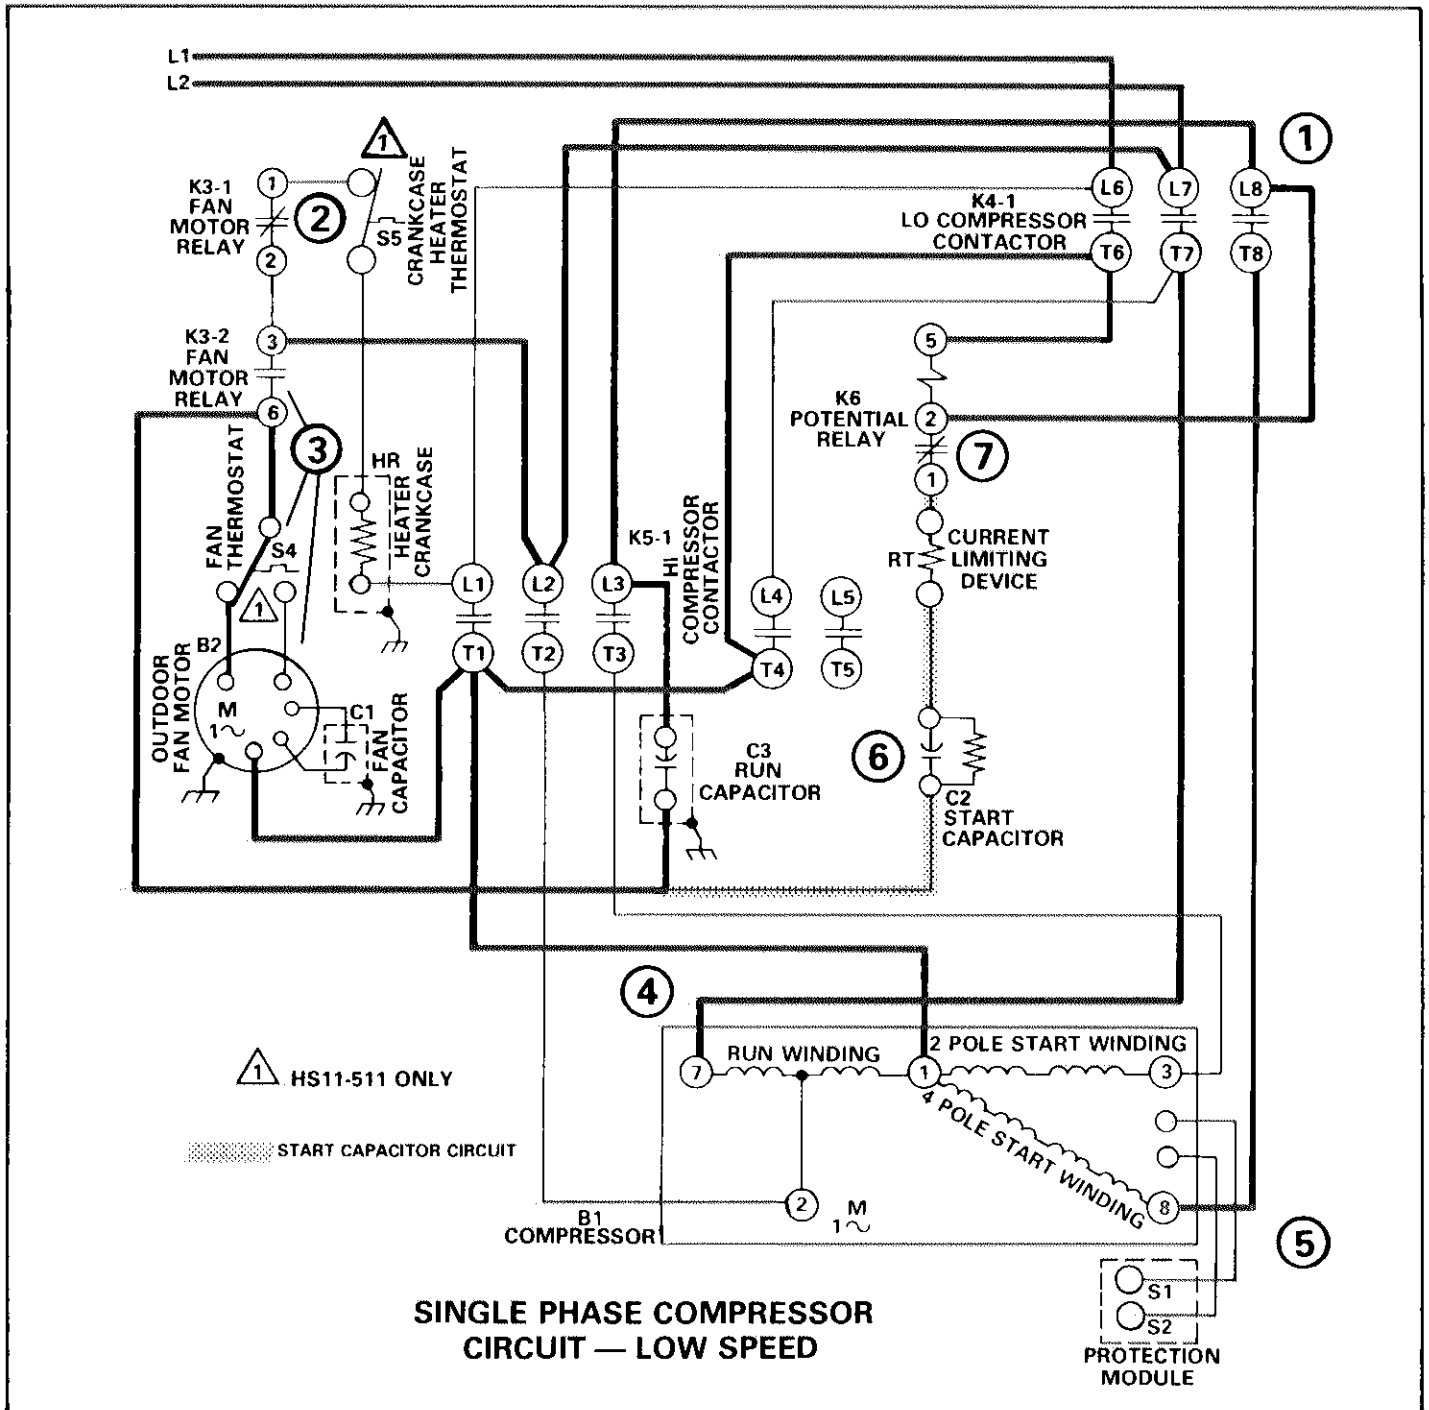 L1
L2
1
1
CRANKCASE
HEATER
THERMOSTAT
K3-1
FAN
MOTOR
RELAY
1
2
2
S5
L6
L7
L8
K4-1
LO COMPRESSOR
CONTACTOR
T6
T7
T8
K3-2
FAN
MOTOR
RELAY
3
6
5
K6
POTENTIAL
RELAY
2
7
1
3
FAN
THERMOSTAT
S4
1
HR
HEATER
CRANKCASE
K5-1
HI
COMPRESSOR
CONTACTOR
RT
CURRENT
LIMITING
DEVICE
L1
L2
L3
L4
L5
T1
T2
T3
T4
T5
B2
OUTDOOR
FAN MOTOR
M
1~
C1
FAN
CAPACITOR
C3
RUN
CAPACITOR
6
C2
START
CAPACITOR
4
7
RUN WINDING
1
2 POLE START WINDING
3
4 POLE START WINDING
8
2
M
1~
B1
COMPRESSOR
1
HS11-511 ONLY
START CAPACITOR CIRCUIT
5
S1
S2
PROTECTION
MODULE
SINGLE PHASE COMPRESSOR
CIRCUIT — LOW SPEED